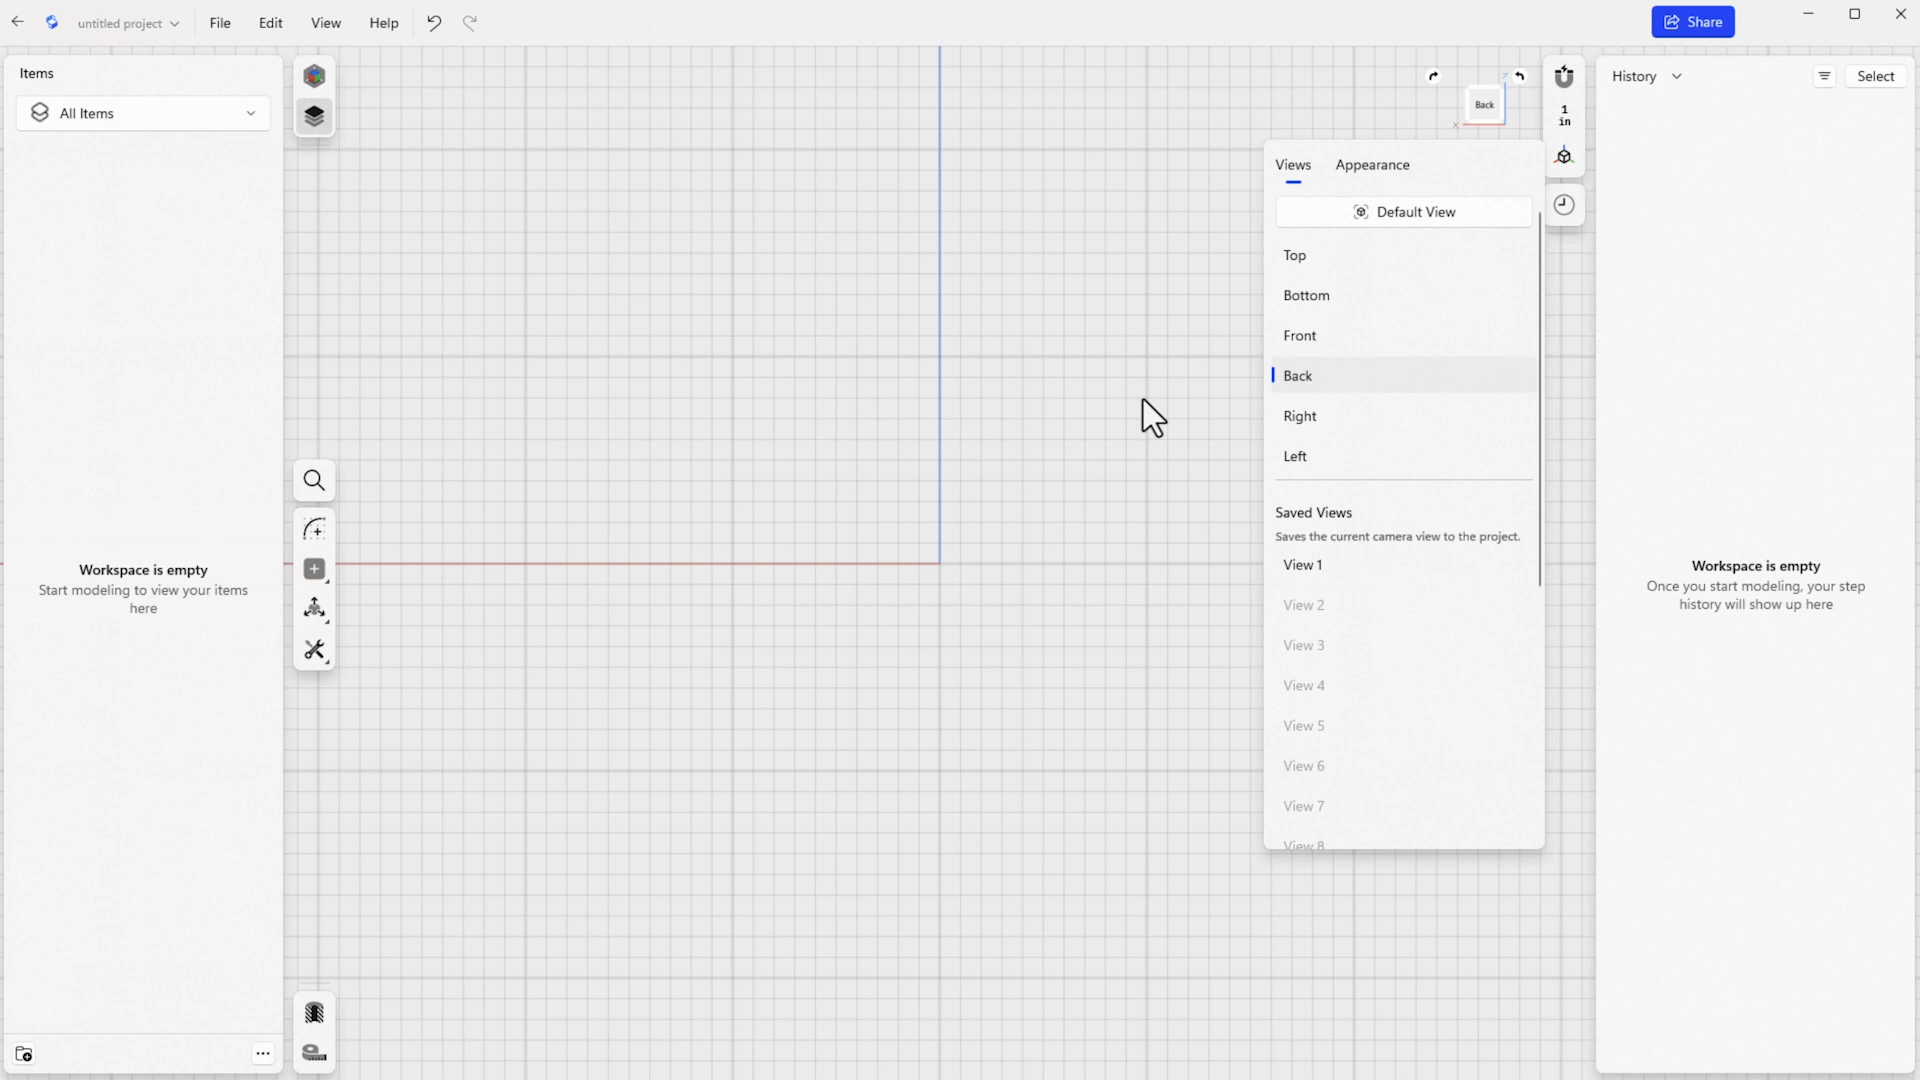 untitled project
File
Edit
View
Help
Share
Items
All Items
Workspace is empty
Start modeling to view your items
here
Z
Back
X
1
in
Views
Appearance
Default View
Top
Bottom
Front
Back
Right
Left
Saved Views
Saves the current camera view to the project.
View 1
View 2
View 3
View 4
View 5
View 6
View 7
View 8
History
Select
Workspace is empty
Once you start modeling, your step
history will show up here